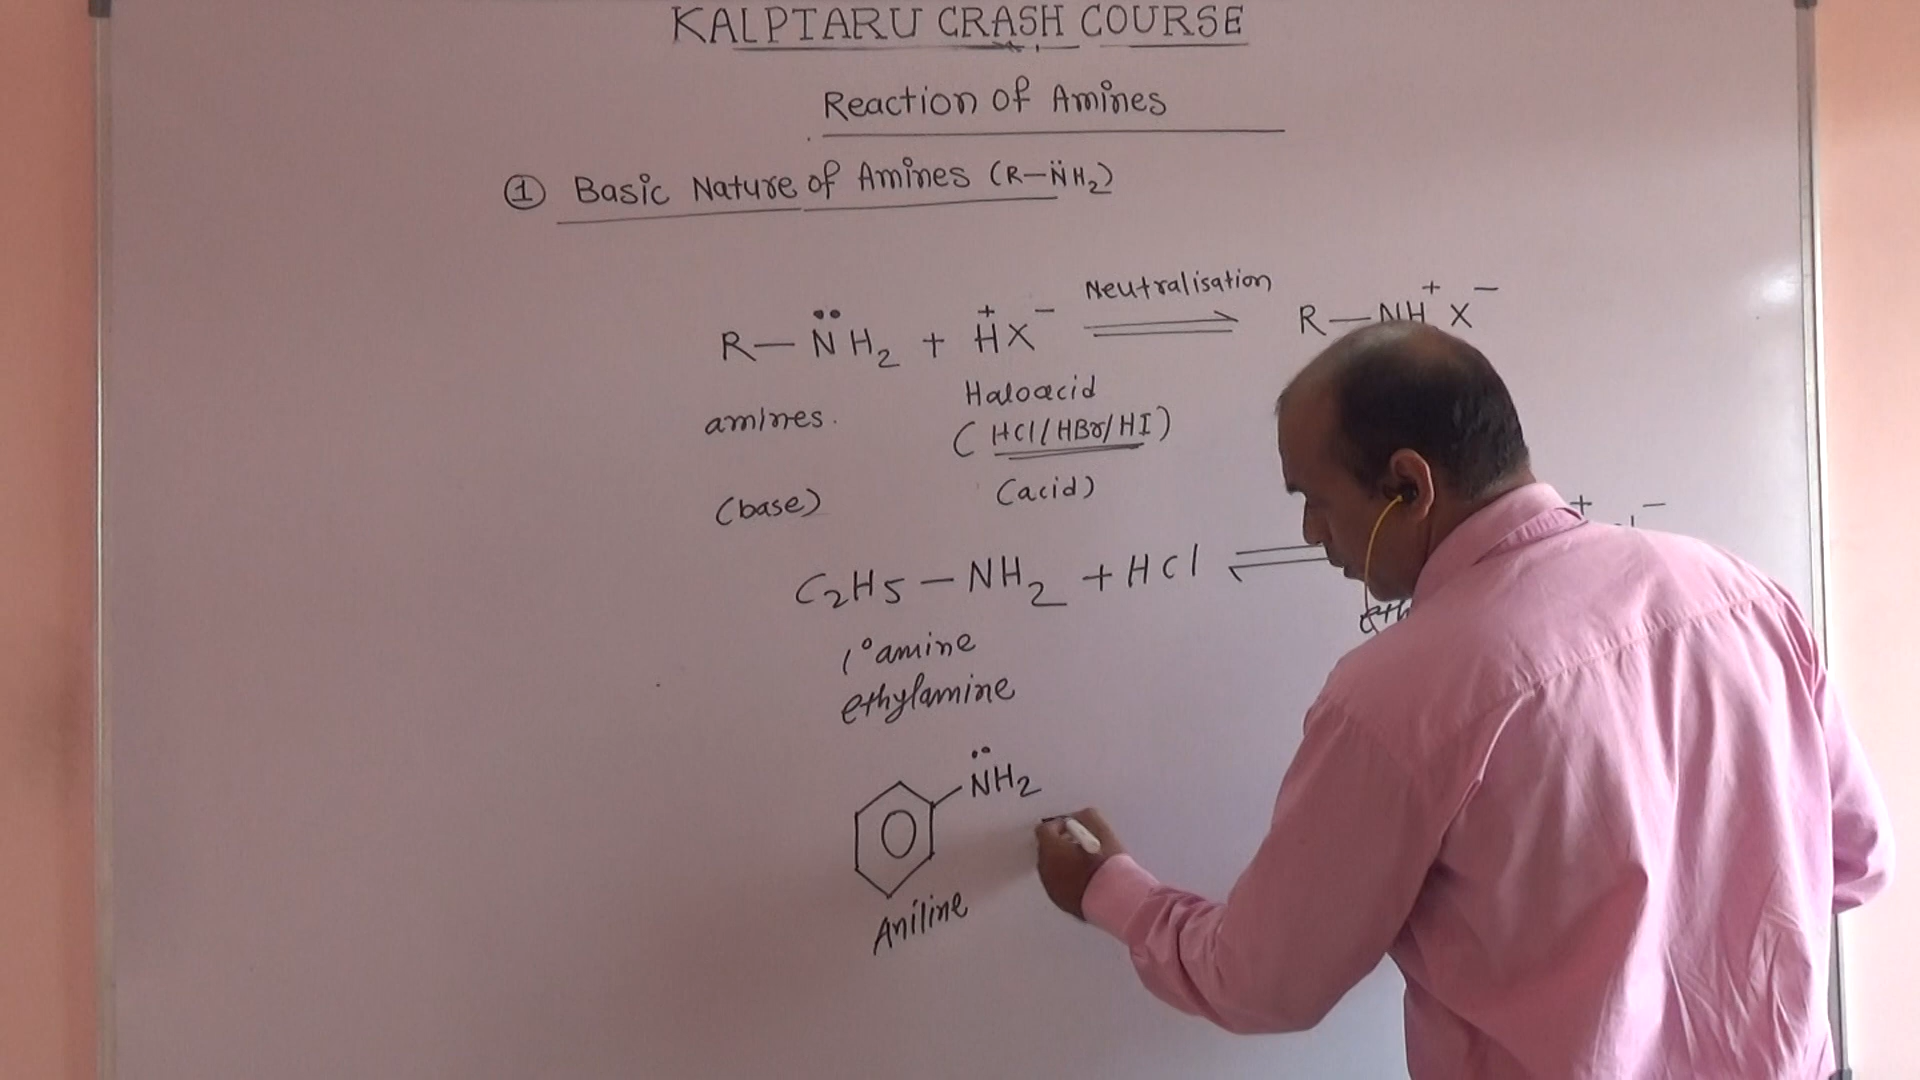 KALPTARU CRASH COURSE
Reaction of Amines
① Basic Nature of Amines (R–N̈H₂)
Neutralisation
R–N̈H₂ + H⁺X⁻ ⇌ R–NH⁺X⁻
amines.
Haloacid
(HCl/HBr/HI)
(base)
(acid)
C₂H₅–NH₂ + HCl ⇌
1° amine
ethylamine
N̈H₂
Aniline